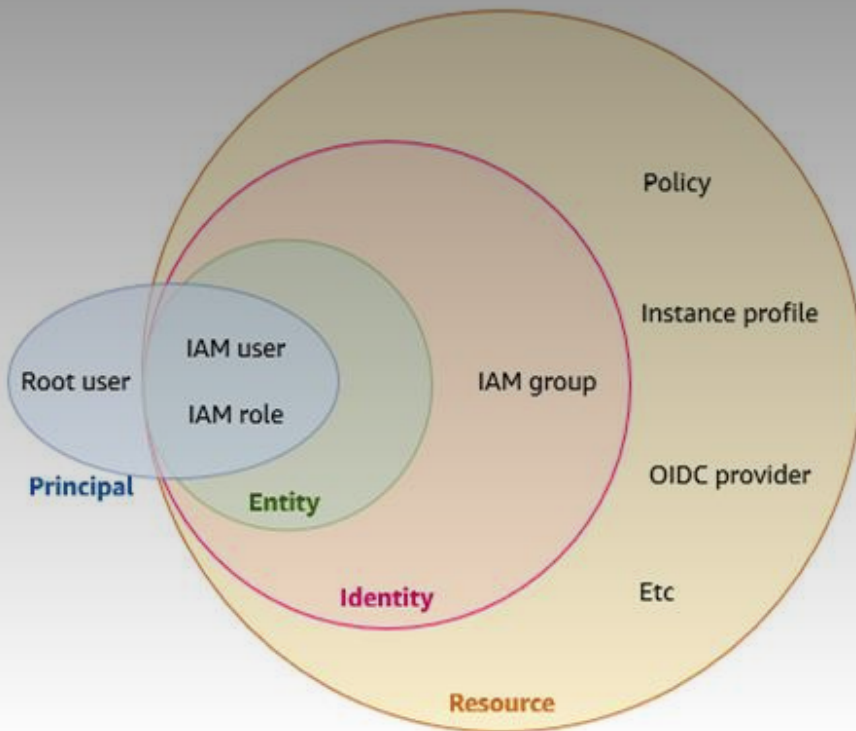 Policy
Instance profile
IAM user
Root user
IAM group
IAM role
OIDC provider
Principal
Entity
Etc
Identity
Resource